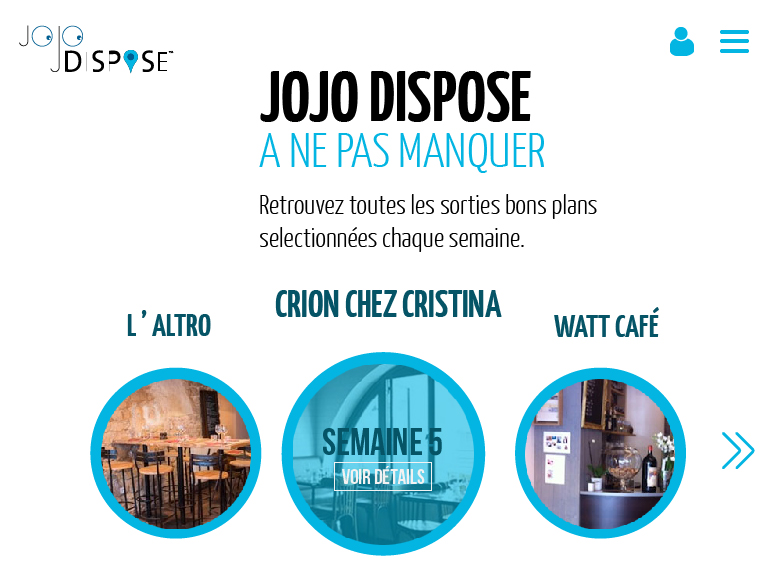 JOJO
DISPOSE™
JOJO DISPOSE
A NE PAS MANQUER
Retrouvez toutes les sorties bons plans
selectionnées chaque semaine.
L ’ ALTRO
CRION CHEZ CRISTINA
WATT CAFÉ
SEMAINE 5
VOIR DÉTAILS